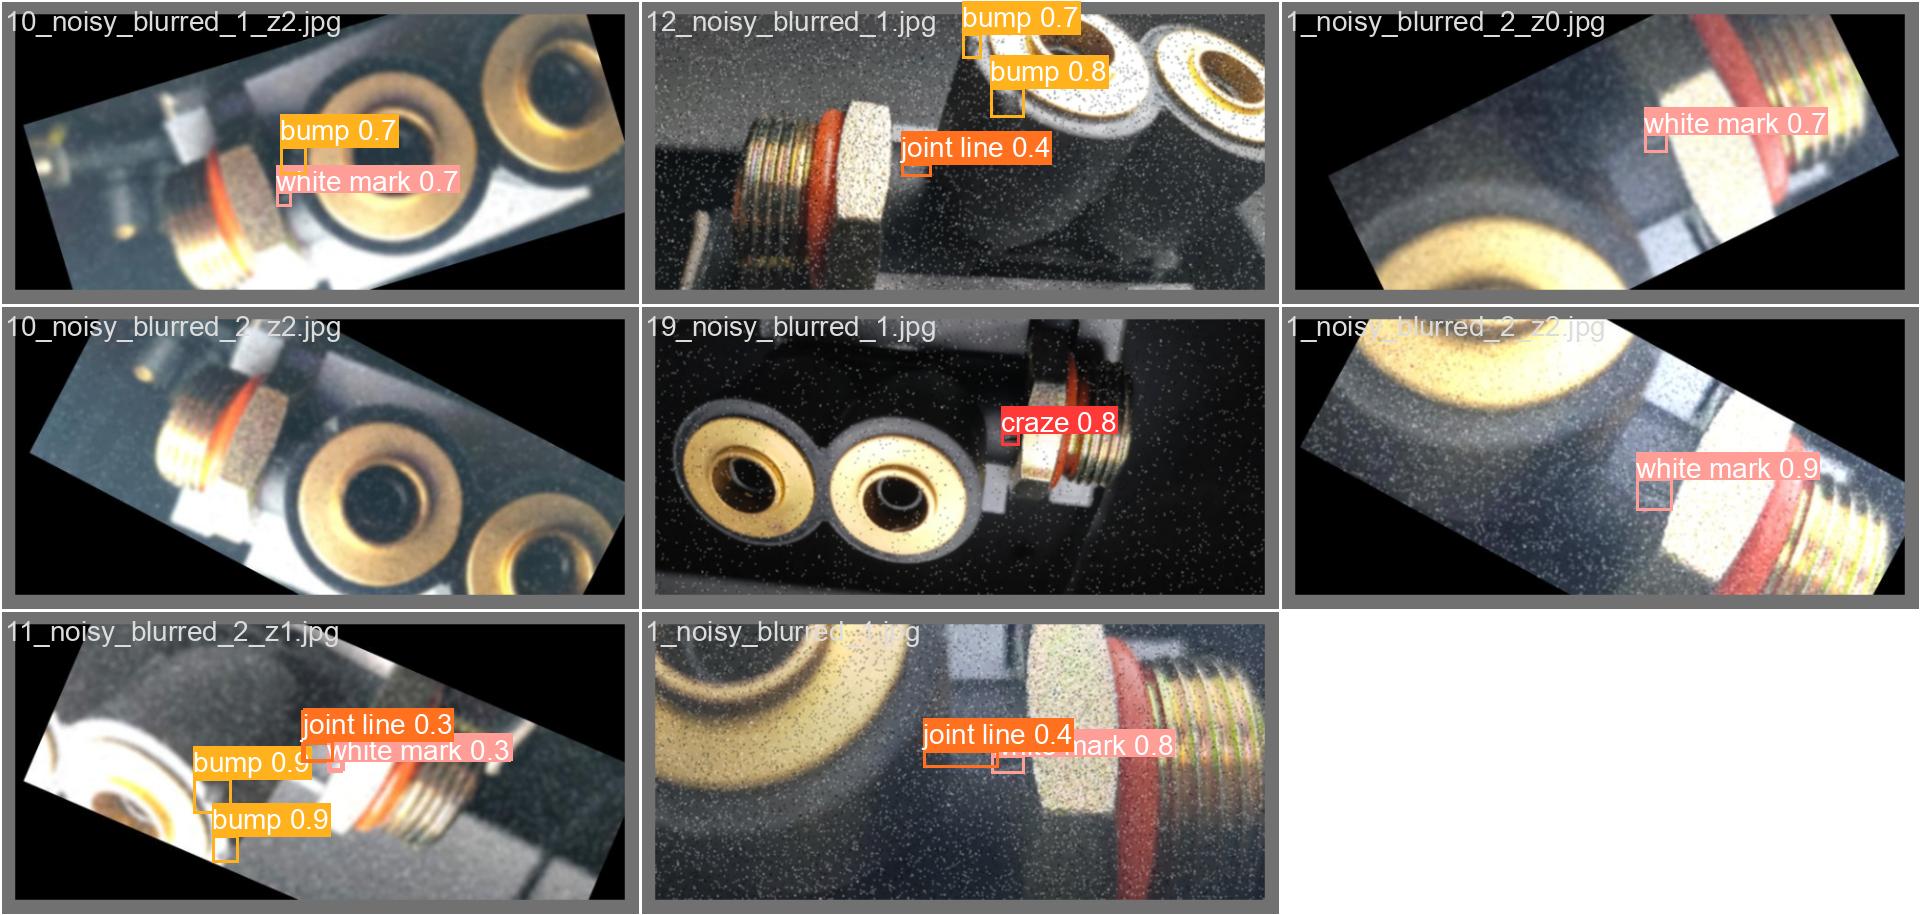 10_noisy_blurred_1_z2.jpg
bump 0.7
white mark 0.7
12_noisy_blurred_1.jpg
bump 0.7
bump 0.8
joint line 0.4
1_noisy_blurred_2_z0.jpg
white mark 0.7
10_noisy_blurred_2_z2.jpg
19_noisy_blurred_1.jpg
craze 0.8
1_noisy_blurred_2_z2.jpg
white mark 0.9
11_noisy_blurred_2_z1.jpg
joint line 0.3
white mark 0.3
bump 0.9
bump 0.9
1_noisy_blurred_1.jpg
joint line 0.4
white mark 0.8